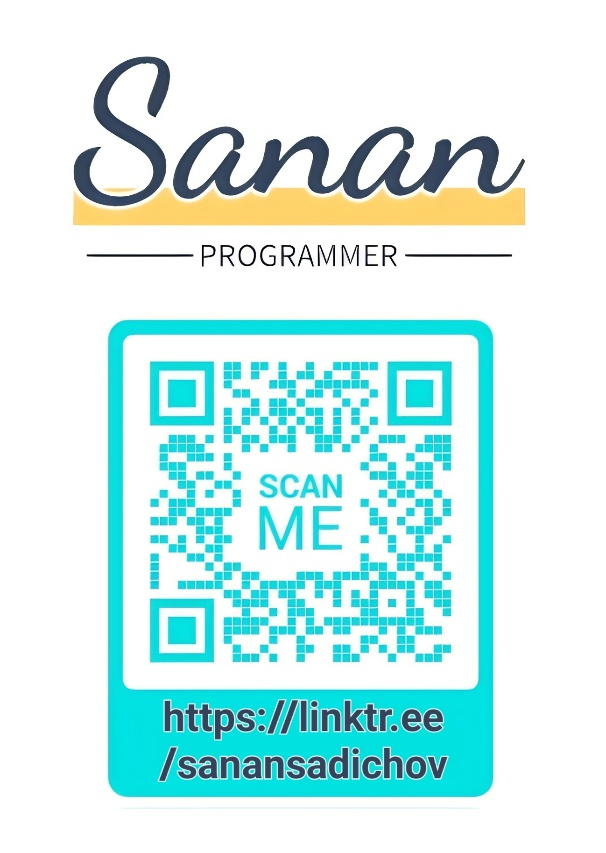 Sanan
PROGRAMMER
SCAN
ME
https://linktr.ee
/sanansadichov